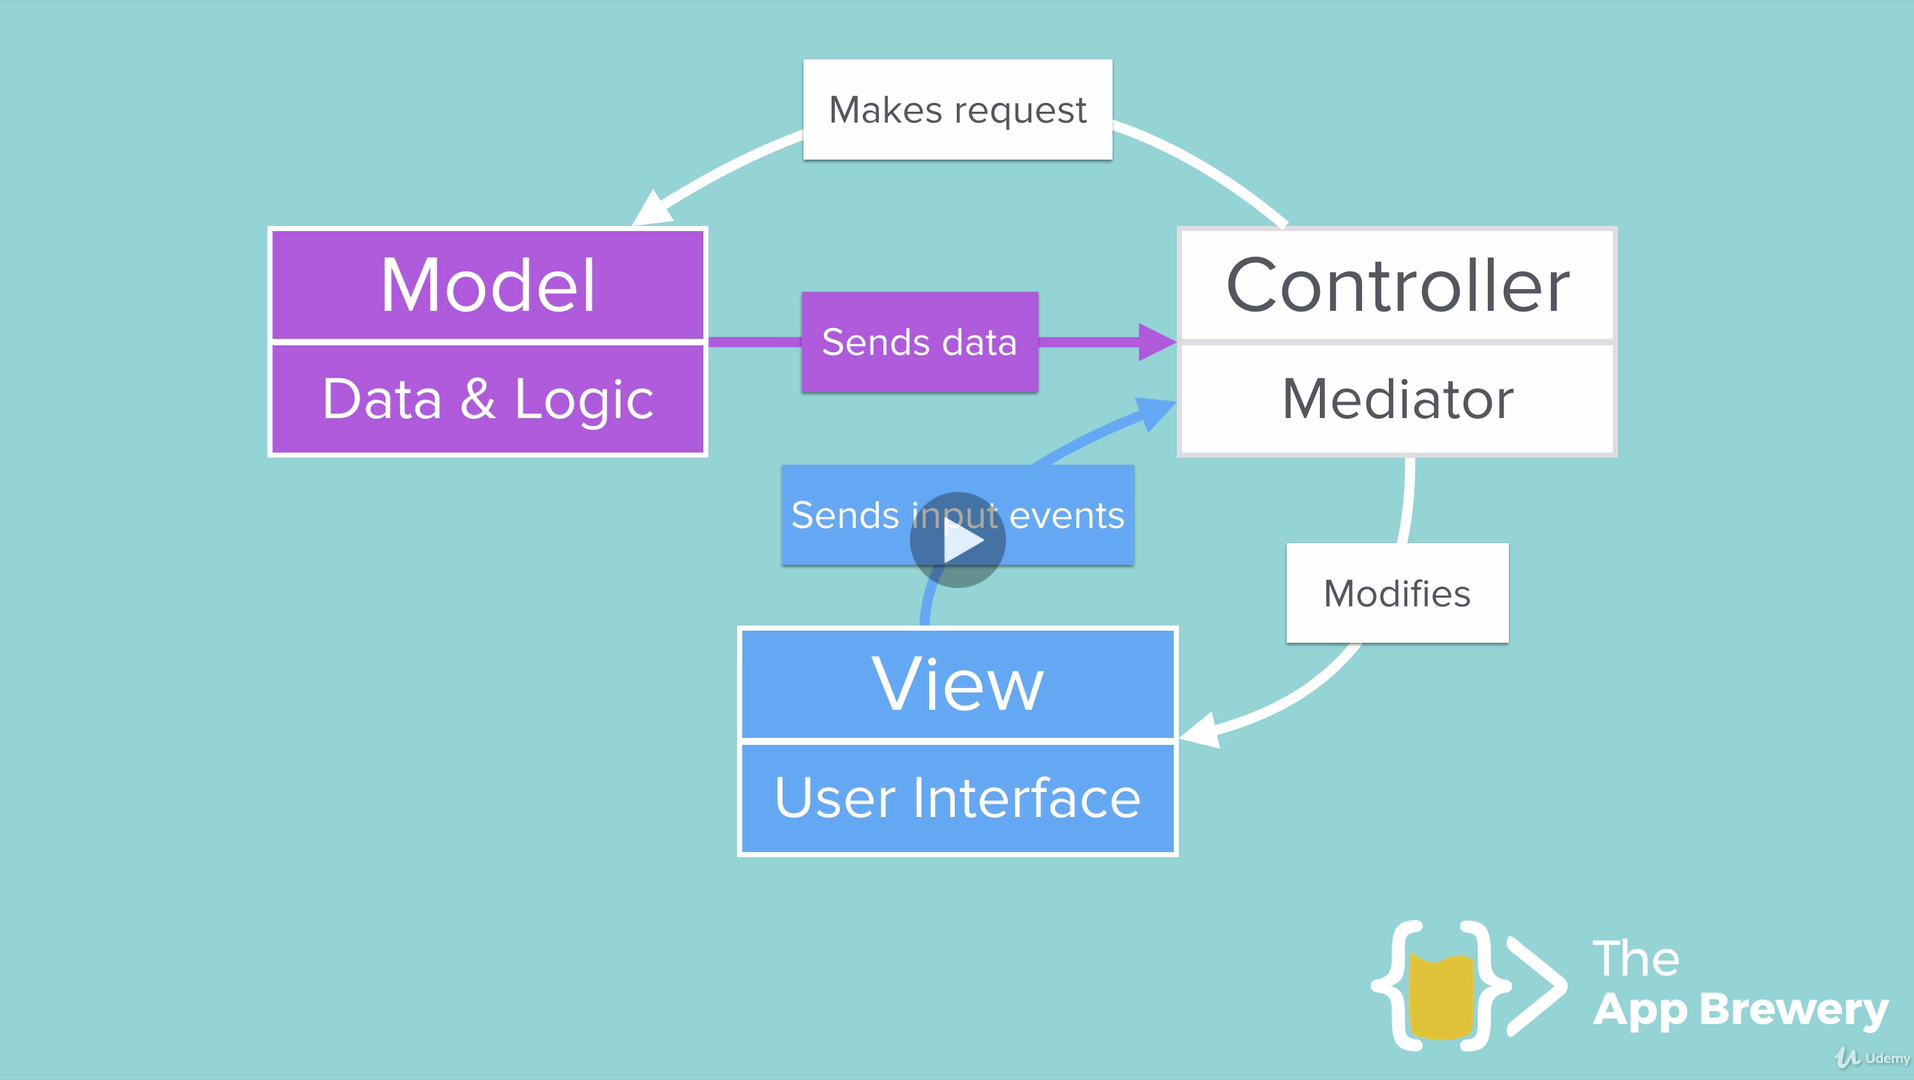 Makes request
Model
Data & Logic
Sends data
Controller
Mediator
Sends input events
Modifies
View
User Interface
The
App Brewery
Udemy